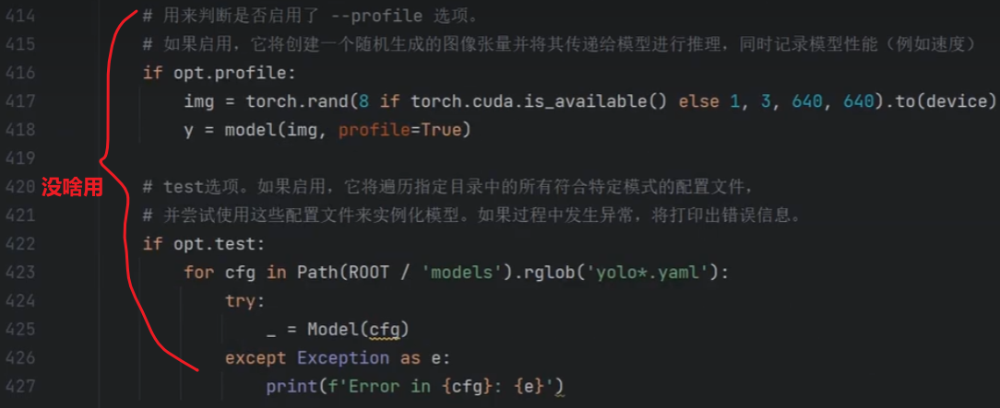 414 # 用来判断是否启用了 --profile 选项。
415 # 如果启用，它将创建一个随机生成的图像张量并将其传递给模型进行推理，同时记录模型性能（例如速度）
416 if opt.profile:
417 img = torch.rand(8 if torch.cuda.is_available() else 1, 3, 640, 640).to(device)
418 y = model(img, profile=True)
419
420 # test选项。如果启用，它将遍历指定目录中的所有符合特定模式的配置文件，
没啥用
421 # 并尝试使用这些配置文件来实例化模型。如果过程中发生异常，将打印出错误信息。
422 if opt.test:
423 for cfg in Path(ROOT / 'models').rglob('yolo*.yaml'):
424 try:
425 _ = Model(cfg)
426 except Exception as e:
427 print(f'Error in {cfg}: {e}')